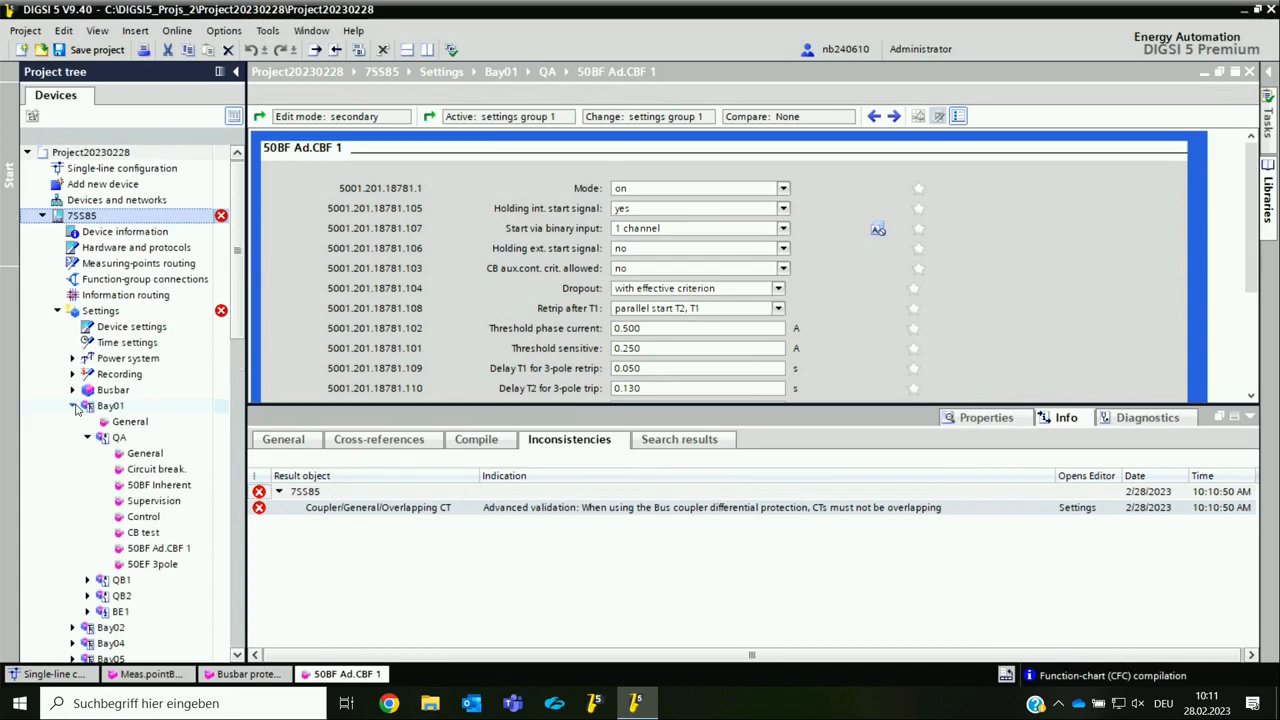 DIGSI 5 V9.40 - C:\DIGSI5_Projs_2\Project20230228\Project20230228
Project Edit View Insert Online Options Tools Window Help
Energy Automation
DIGSI 5 Premium
Save project
nb240610 Administrator
Project tree
Project20230228 7SS85 Settings Bay01 QA 50BF Ad.CBF 1
Devices
Start
Tasks
Libraries
Edit mode: secondary Active: settings group 1 Change: settings group 1 Compare: None
Project20230228
Single-line configuration
Add new device
Devices and networks
7SS85
Device information
Hardware and protocols
Measuring-points routing
Function-group connections
Information routing
Settings
Device settings
Time settings
Power system
Recording
Busbar
Bay01
General
QA
General
Circuit break.
50BF Inherent
Supervision
Control
CB test
50BF Ad.CBF 1
50EF 3pole
QB1
QB2
BE1
Bay02
Bay04
Bay05
50BF Ad.CBF 1
5001.201.18781.1 Mode: on
5001.201.18781.105 Holding int. start signal: yes
5001.201.18781.107 Start via binary input: 1 channel
5001.201.18781.106 Holding ext. start signal: no
5001.201.18781.103 CB aux.cont. crit. allowed: no
5001.201.18781.104 Dropout: with effective criterion
5001.201.18781.108 Retrip after T1: parallel start T2, T1
5001.201.18781.102 Threshold phase current: 0.500 A
5001.201.18781.101 Threshold sensitive: 0.250 A
5001.201.18781.109 Delay T1 for 3-pole retrip: 0.050 s
5001.201.18781.110 Delay T2 for 3-pole trip: 0.130 s
Properties Info Diagnostics
General Cross-references Compile Inconsistencies Search results
! Result object Indication Opens Editor Date Time
7SS85 2/28/2023 10:10:50 AM
Coupler/General/Overlapping CT Advanced validation: When using the Bus coupler differential protection, CTs must not be overlapping Settings 2/28/2023 10:10:50 AM
Single-line c... Meas.pointB... Busbar prote... 50BF Ad.CBF 1 Function-chart (CFC) compilation
Suchbegriff hier eingeben
DEU
10:11
28.02.2023